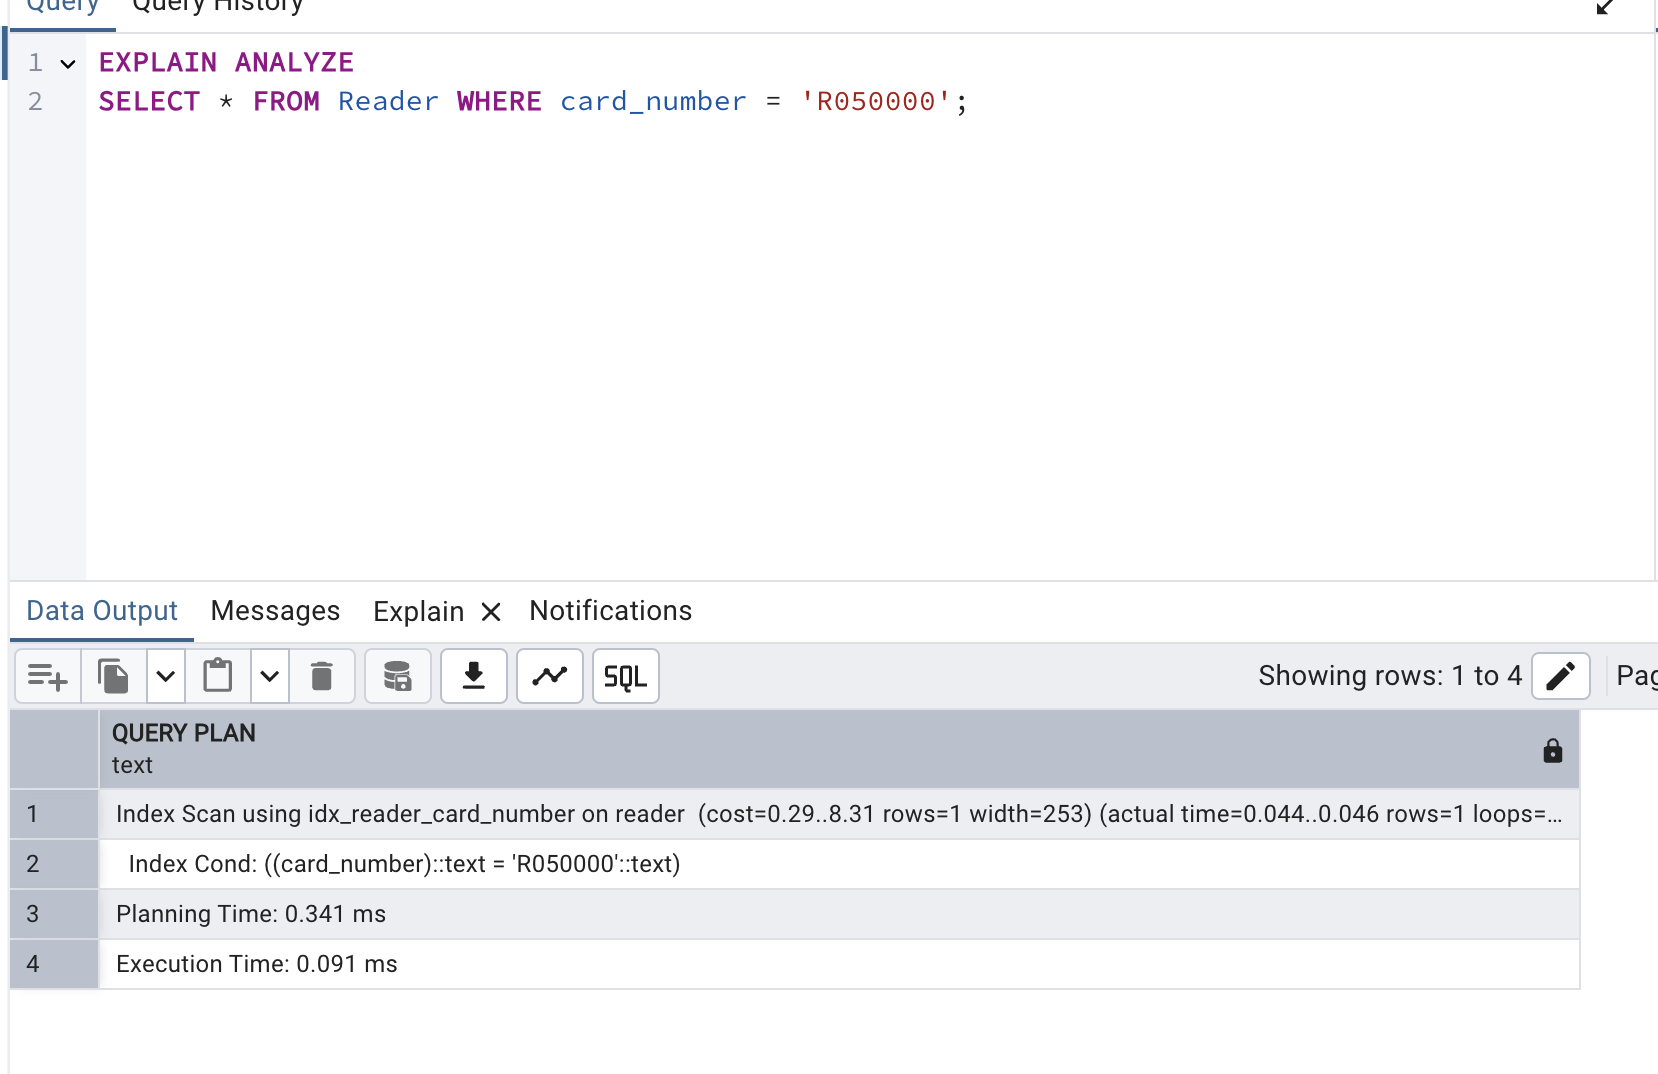 Query Query History
1 EXPLAIN ANALYZE
2 SELECT * FROM Reader WHERE card_number = 'R050000';
Data Output Messages Explain Notifications
SQL Showing rows: 1 to 4
QUERY PLAN
text
1 Index Scan using idx_reader_card_number on reader (cost=0.29..8.31 rows=1 width=253) (actual time=0.044..0.046 rows=1 loops=…
2 Index Cond: ((card_number)::text = 'R050000'::text)
3 Planning Time: 0.341 ms
4 Execution Time: 0.091 ms